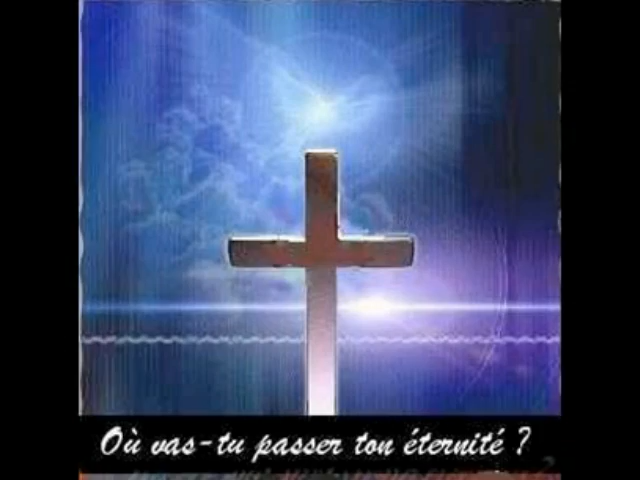 Où vas-tu passer ton éternité ?